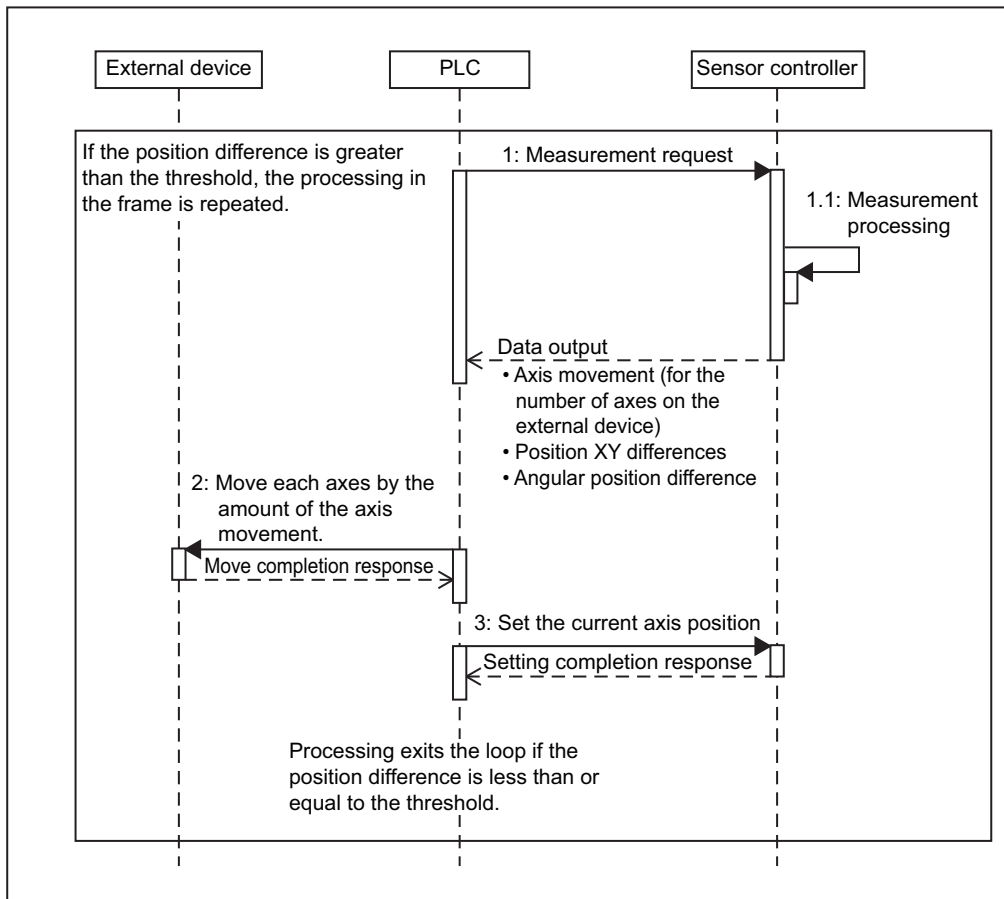 External device
PLC
Sensor controller
If the position difference is greater
than the threshold, the processing in
the frame is repeated.
1: Measurement request
1.1: Measurement
processing
Data output
• Axis movement (for the
number of axes on the
external device)
• Position XY differences
• Angular position difference
2: Move each axes by the
amount of the axis
movement.
Move completion response
3: Set the current axis position
Setting completion response
Processing exits the loop if the
position difference is less than or
equal to the threshold.